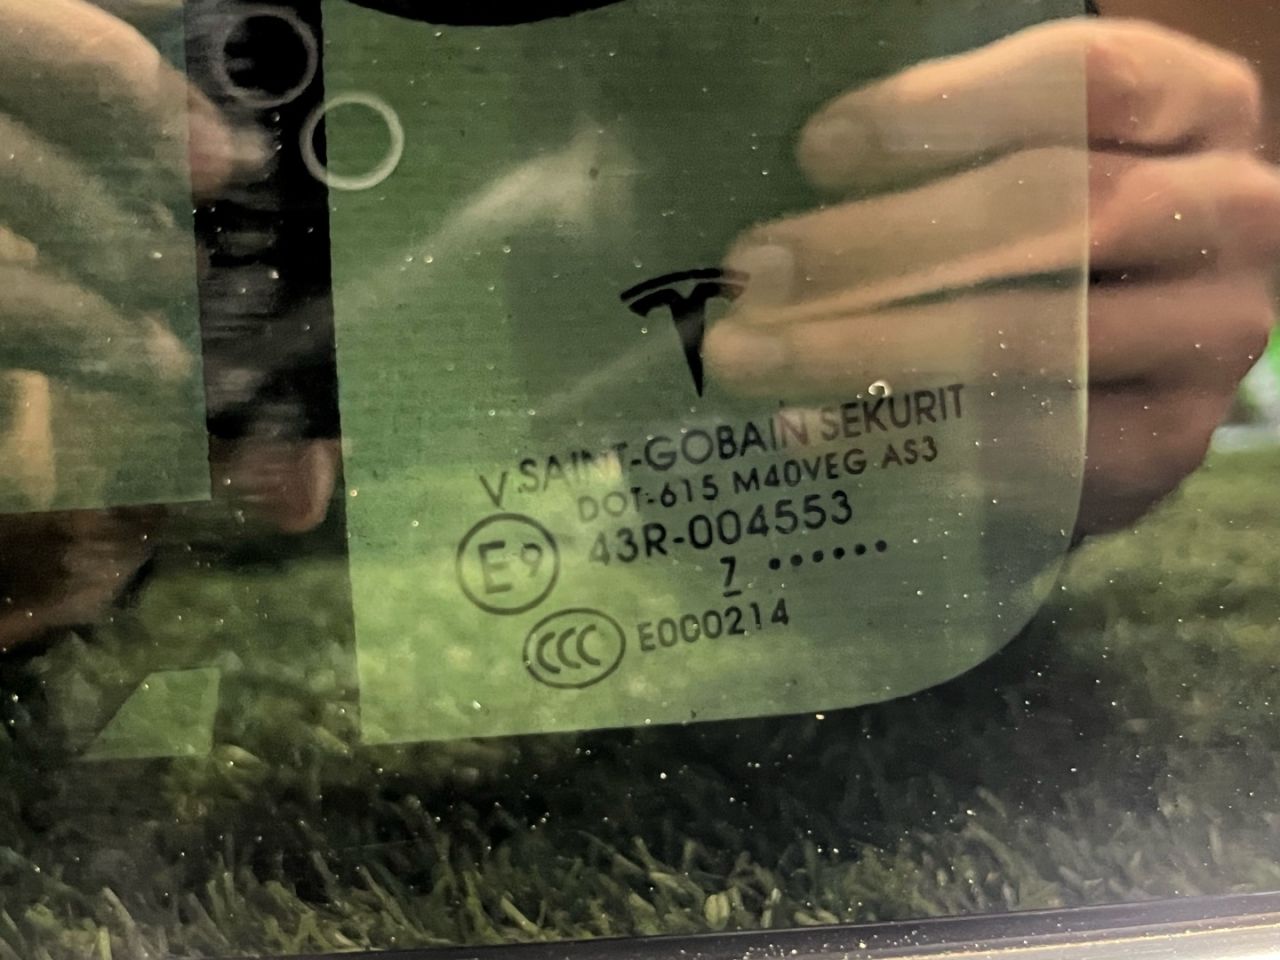 V.SAINT-GOBAIN SEKURIT
DOT-615 M40VEG AS3
E9 43R-004553
7 ••••••
CCC E000214